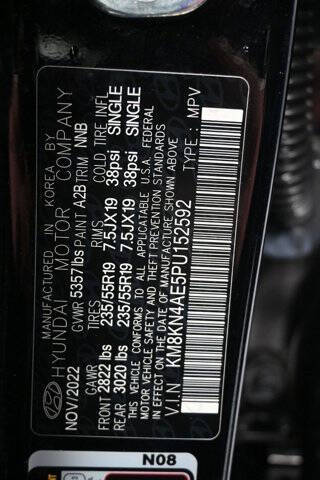 MANUFACTURED IN KOREA BY
HYUNDAI MOTOR COMPANY
NOV/2022 GVWR 5357lbs PAINT A2B TRIM NNB
GAWR TIRES RIMS COLD TIRE INFL.
FRONT 2822 lbs 235/55R19 7.5JX19 38psi SINGLE
REAR 3020 lbs 235/55R19 7.5JX19 38psi SINGLE
THIS VEHICLE CONFORMS TO ALL APPLICABLE U.S.A. FEDERAL
MOTOR VEHICLE SAFETY AND THEFT PREVENTION STANDARDS
IN EFFECT ON THE DATE OF MANUFACTURE SHOWN ABOVE
V.I.N KM8KN4AE5PU152592 TYPE : MPV
N08